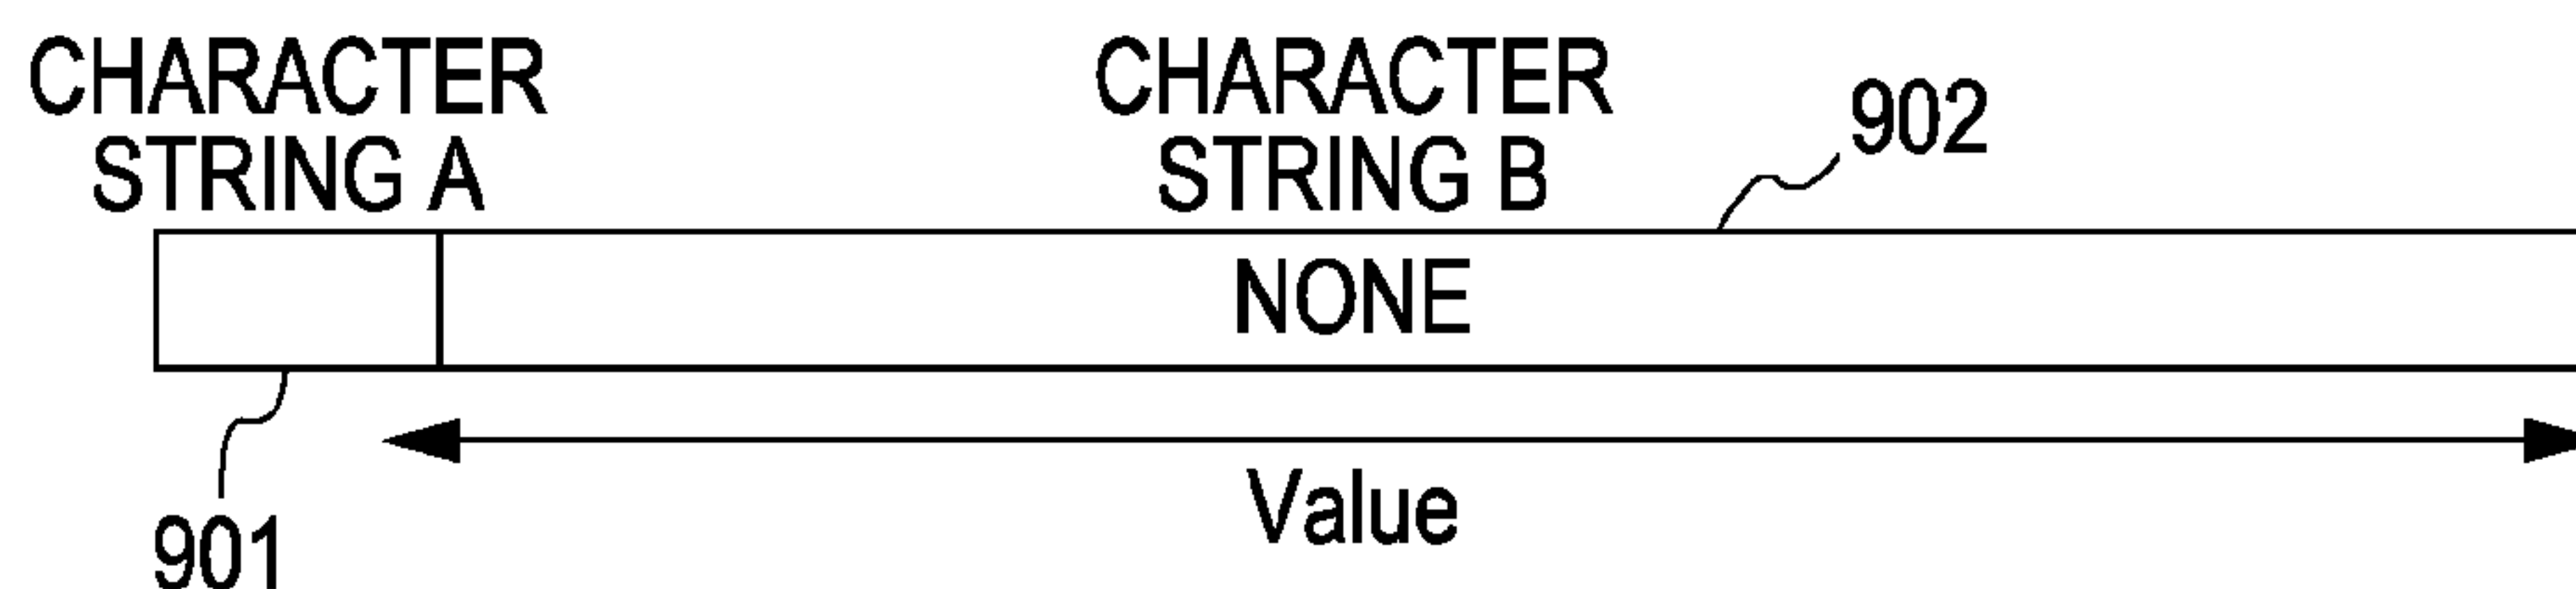 CHARACTER
STRING A
CHARACTER
STRING B
902
NONE
Value
901